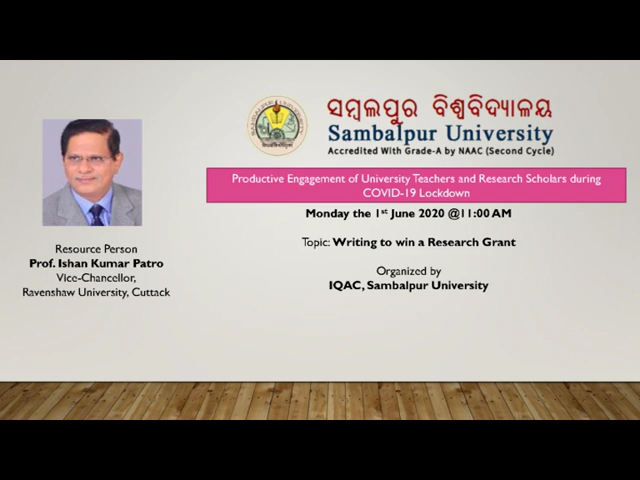 ସମ୍ବଲପୁର ବିଶ୍ୱବିଦ୍ୟାଳୟ
Sambalpur University
Accredited With Grade-A by NAAC (Second Cycle)
Productive Engagement of University Teachers and Research Scholars during
COVID-19 Lockdown
Monday the 1st June 2020 @11:00 AM
Topic: Writing to win a Research Grant
Organized by
IQAC, Sambalpur University
Resource Person
Prof. Ishan Kumar Patro
Vice-Chancellor,
Ravenshaw University, Cuttack